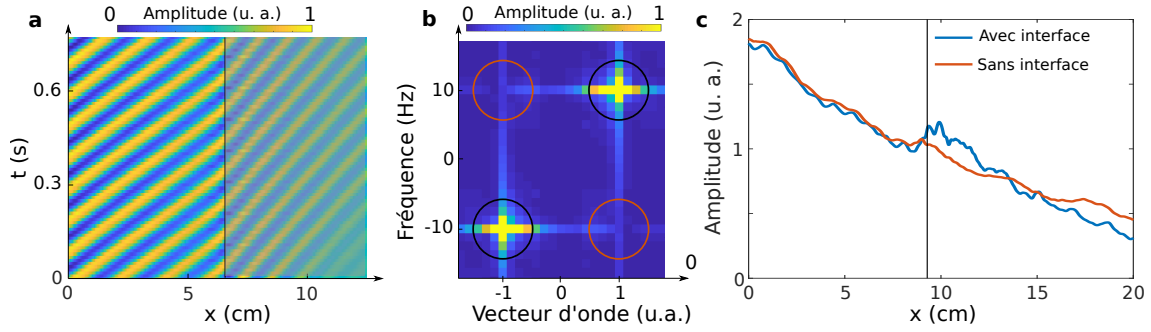 a
0 Amplitude (u. a.) 1
t (s)
0.6
0.3
0
0 5 10
x (cm)
b
0 Amplitude (u. a.) 1
Fréquence (Hz)
10
0
-10
-1 0 1
0
Vecteur d'onde (u.a.)
c
Amplitude (u. a.)
2
1
0
Avec interface
Sans interface
0 5 10 15 20
x (cm)